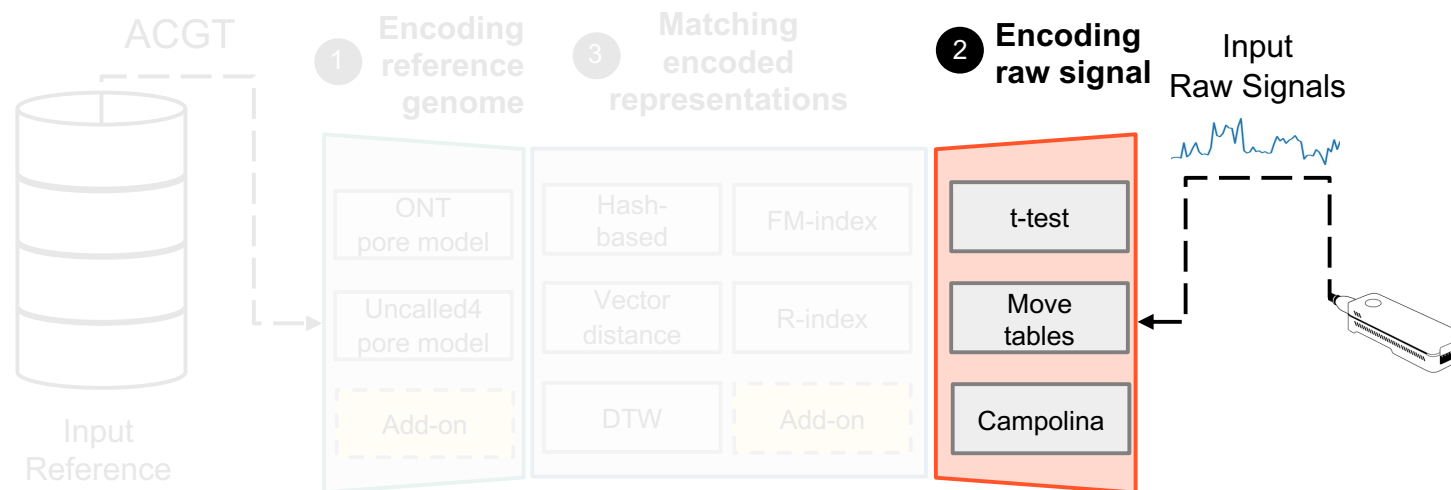 ACGT
1
Encoding
reference
genome
3
Matching
encoded
representations
2
Encoding
raw signal
Input
Raw Signals
ONT
pore model
Uncalled4
pore model
Add-on
Hash-
based
FM-index
Vector
distance
R-index
DTW
Add-on
t-test
Move
tables
Campolina
Input
Reference